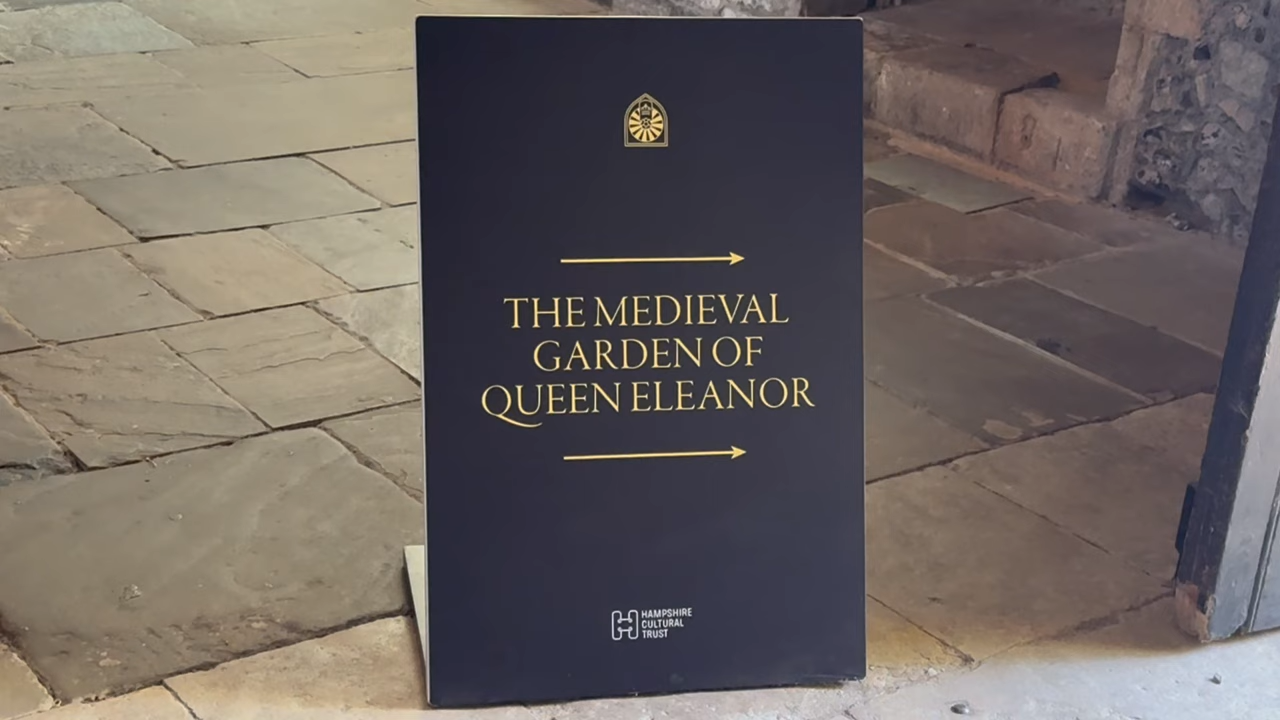 THE MEDIEVAL
GARDEN OF
QUEEN ELEANOR
HAMPSHIRE
CULTURAL
TRUST